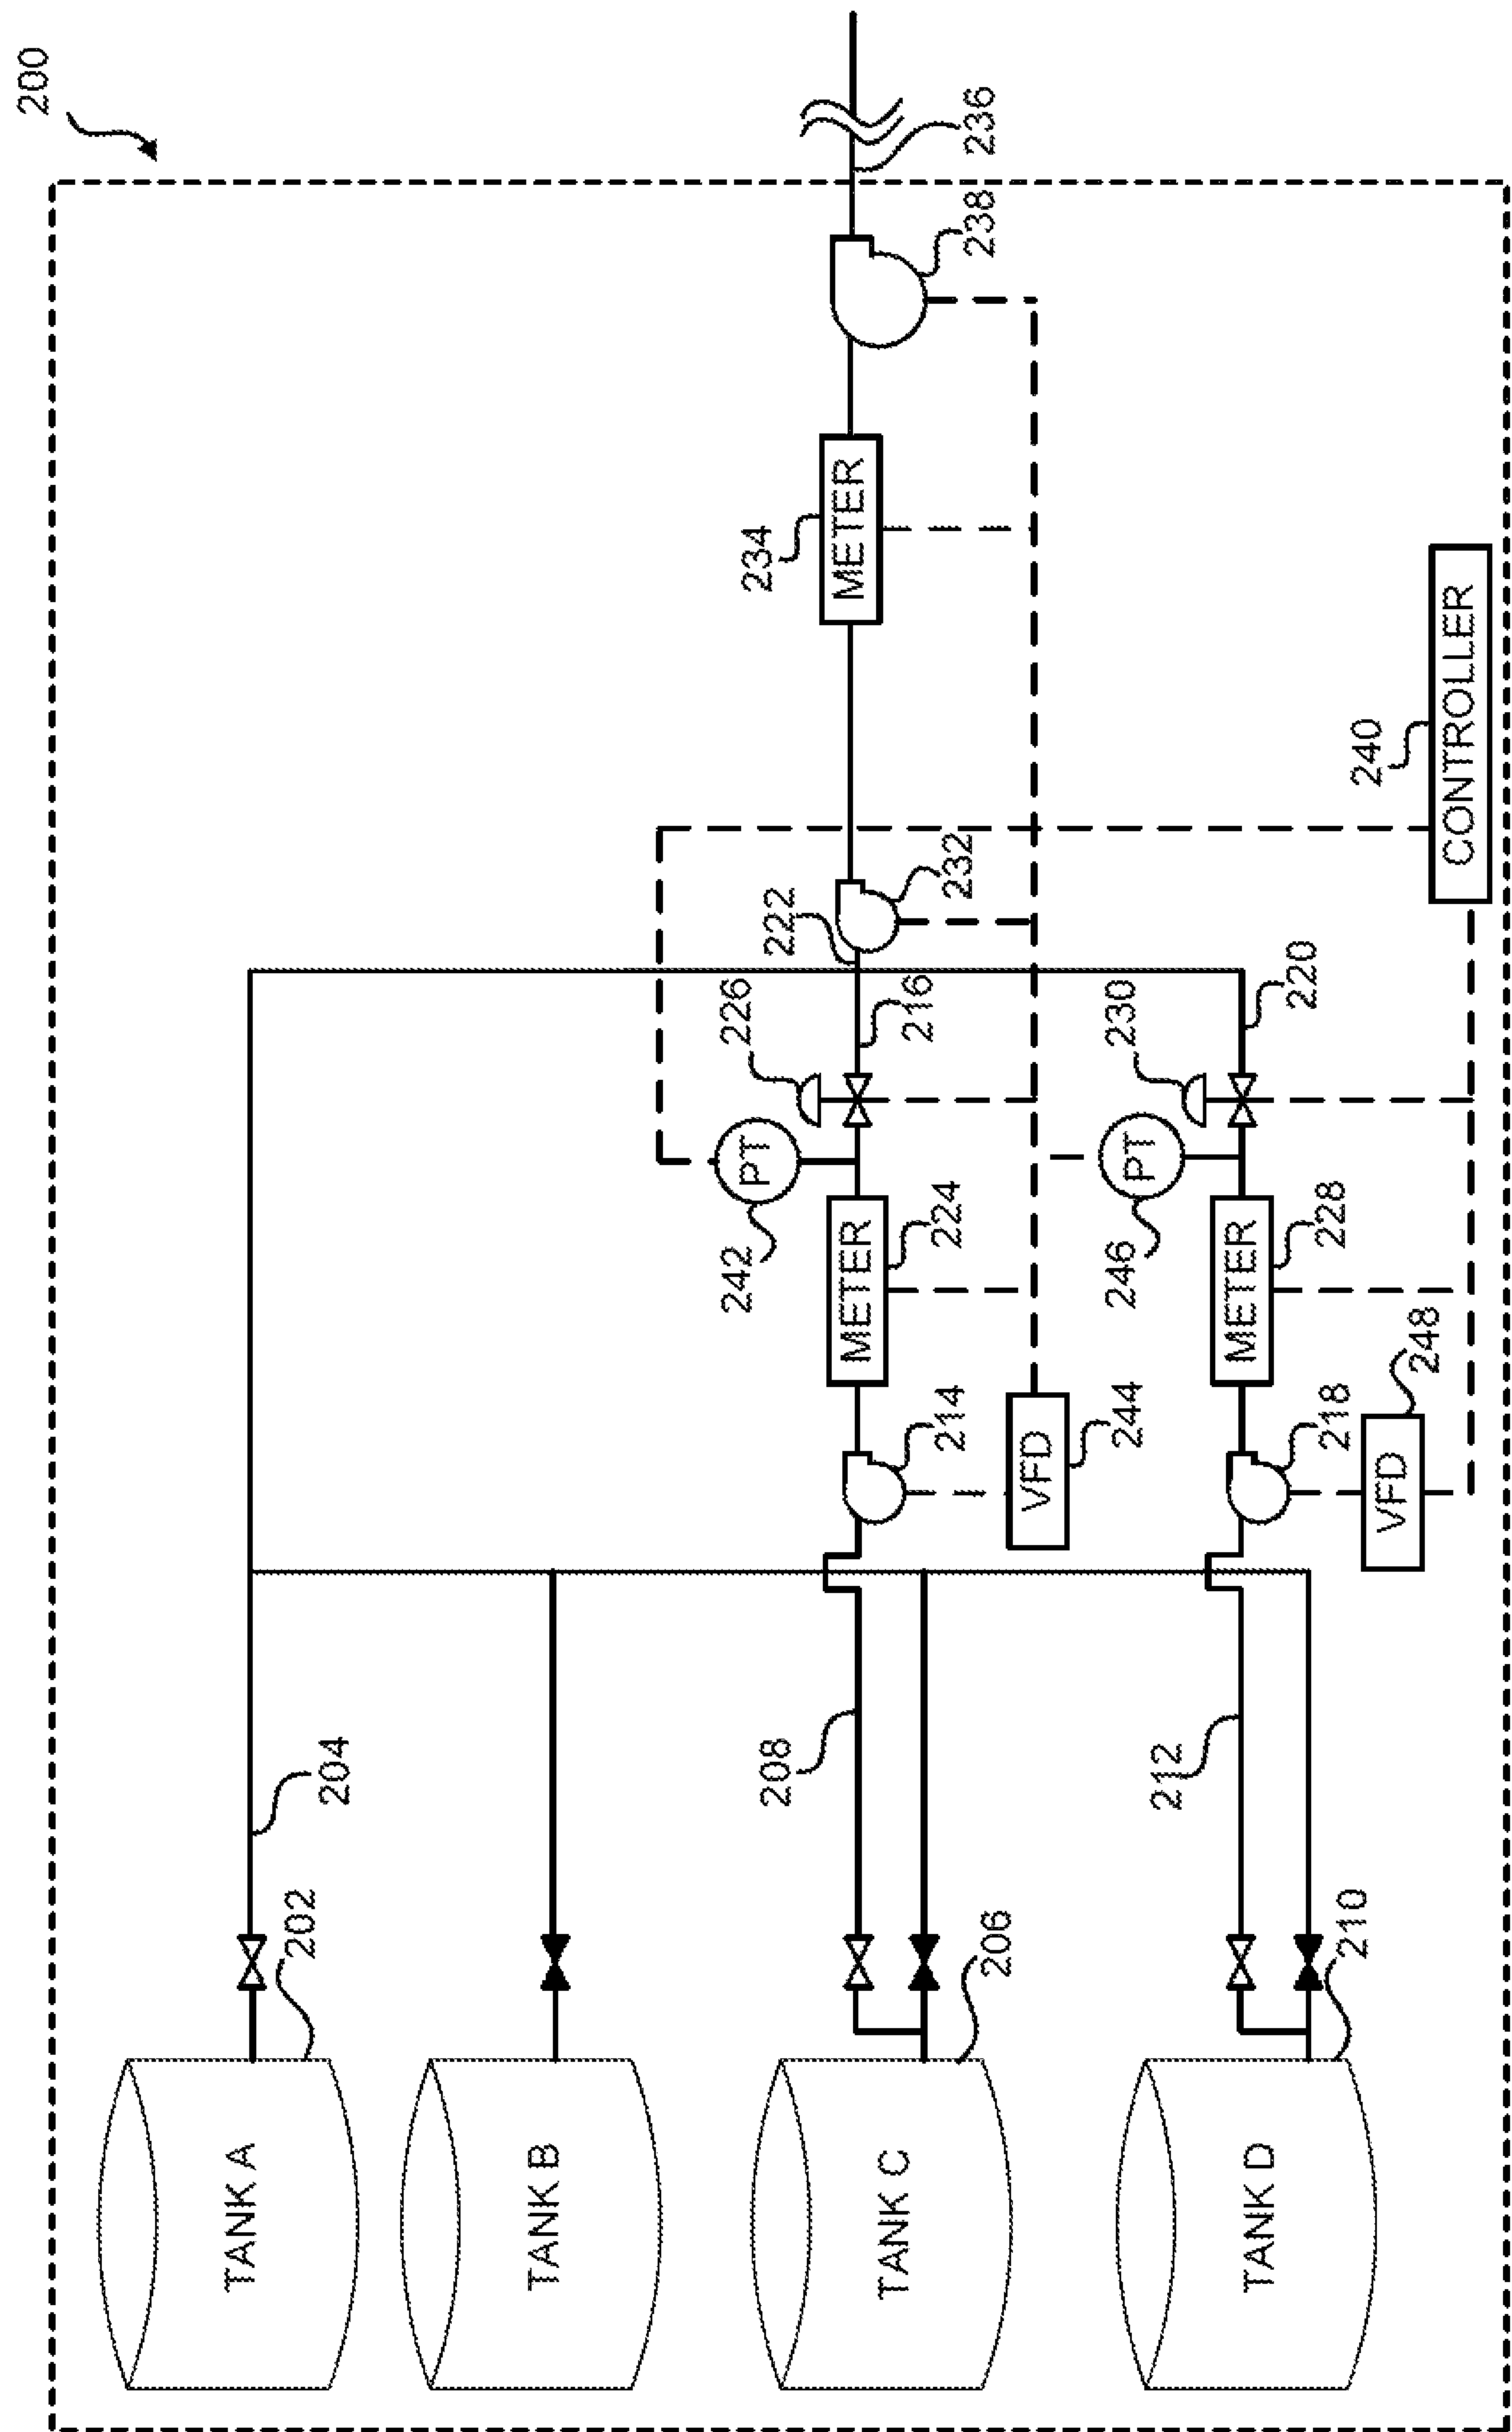 200
TANK A
202
204
TANK B
TANK C
206
208
214
METER
224
PT
242
226
216
222
232
METER
234
238
236
VFD
244
TANK D
210
212
218
METER
228
PT
246
230
220
VFD
248
CONTROLLER
240